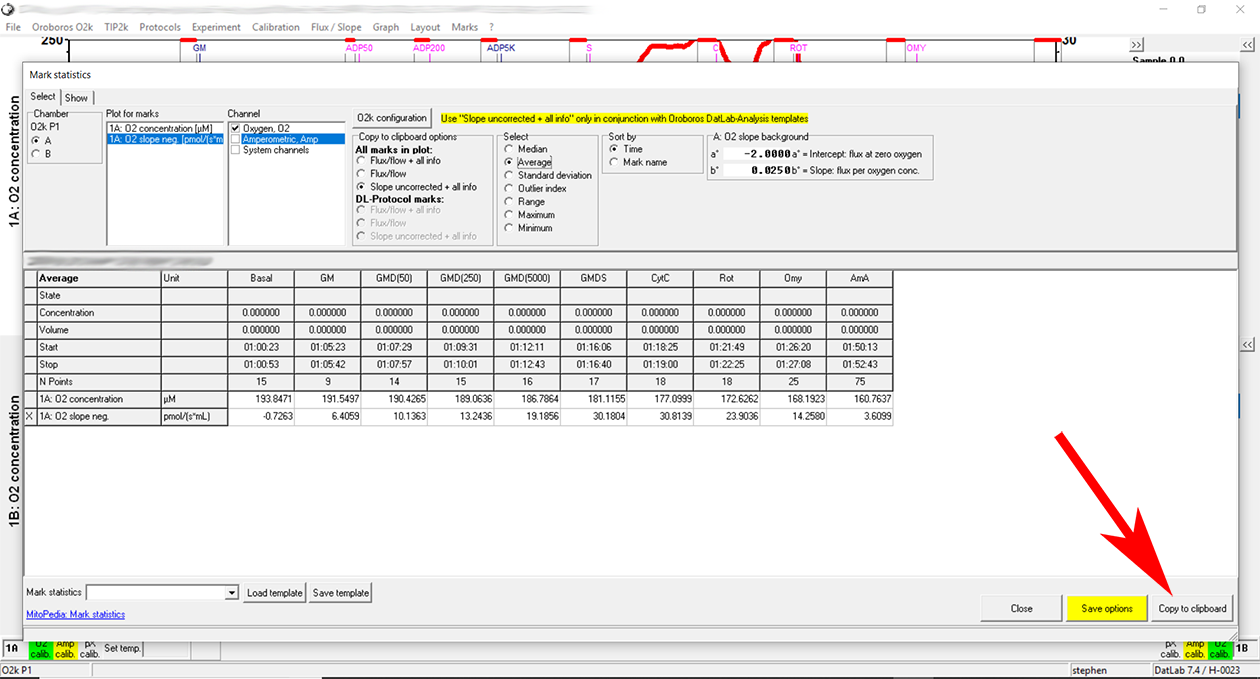 File Oroboros O2k TIP2k Protocols Experiment Calibration Flux / Slope Graph Layout Marks ?
250 GM ADP50 ADP200 ADP5K S C ROT OMY 30 >> <<
Sample 0.0
Mark statistics
Select Show
Chamber Plot for marks Channel
O2k P1
A
B
1A: O2 concentration [µM]
1A: O2 slope neg. [pmol/(s*m
Oxygen, O2
Amperometric, Amp
System channels
O2k configuration Use "Slope uncorrected + all info" only in conjunction with Oroboros DatLab-Analysis templates
Copy to clipboard options
All marks in plot:
Flux/flow + all info
Flux/flow
Slope uncorrected + all info
DL-Protocol marks:
Flux/flow + all info
Flux/flow
Slope uncorrected + all info
Select
Median
Average
Standard deviation
Outlier index
Range
Maximum
Minimum
Sort by
Time
Mark name
A: O2 slope background
a° -2.0000 a° = Intercept: flux at zero oxygen
b° 0.0250 b° = Slope: flux per oxygen conc.
1A: O2 concentration
Average Unit Basal GM GMD(50) GMD(250) GMD(5000) GMDS CytC Rot Omy AmA
State
Concentration 0.000000 0.000000 0.000000 0.000000 0.000000 0.000000 0.000000 0.000000 0.000000 0.000000
Volume 0.000000 0.000000 0.000000 0.000000 0.000000 0.000000 0.000000 0.000000 0.000000 0.000000
Start 01:00:23 01:05:23 01:07:29 01:09:31 01:12:11 01:16:06 01:18:25 01:21:49 01:26:20 01:50:13
Stop 01:00:53 01:05:42 01:07:57 01:10:01 01:12:43 01:16:40 01:19:00 01:22:25 01:27:08 01:52:43
N Points 15 9 14 15 16 17 18 18 25 75
1A: O2 concentration µM 193.8471 191.5497 190.4265 189.0636 186.7864 181.1155 177.0999 172.6262 168.1923 160.7637
X 1A: O2 slope neg. pmol/(s*mL) -0.7263 6.4059 10.1363 13.2436 19.1856 30.1804 30.8139 23.9036 14.2580 3.6099
<<
1B: O2 concentration
Mark statistics Load template Save template
MitoPedia: Mark statistics
Close Save options Copy to clipboard
1A O2 calib. Amp calib. pX calib. Set temp.
pX calib. Amp calib. O2 calib. 1B
O2k P1 stephen DatLab 7.4 / H-0023